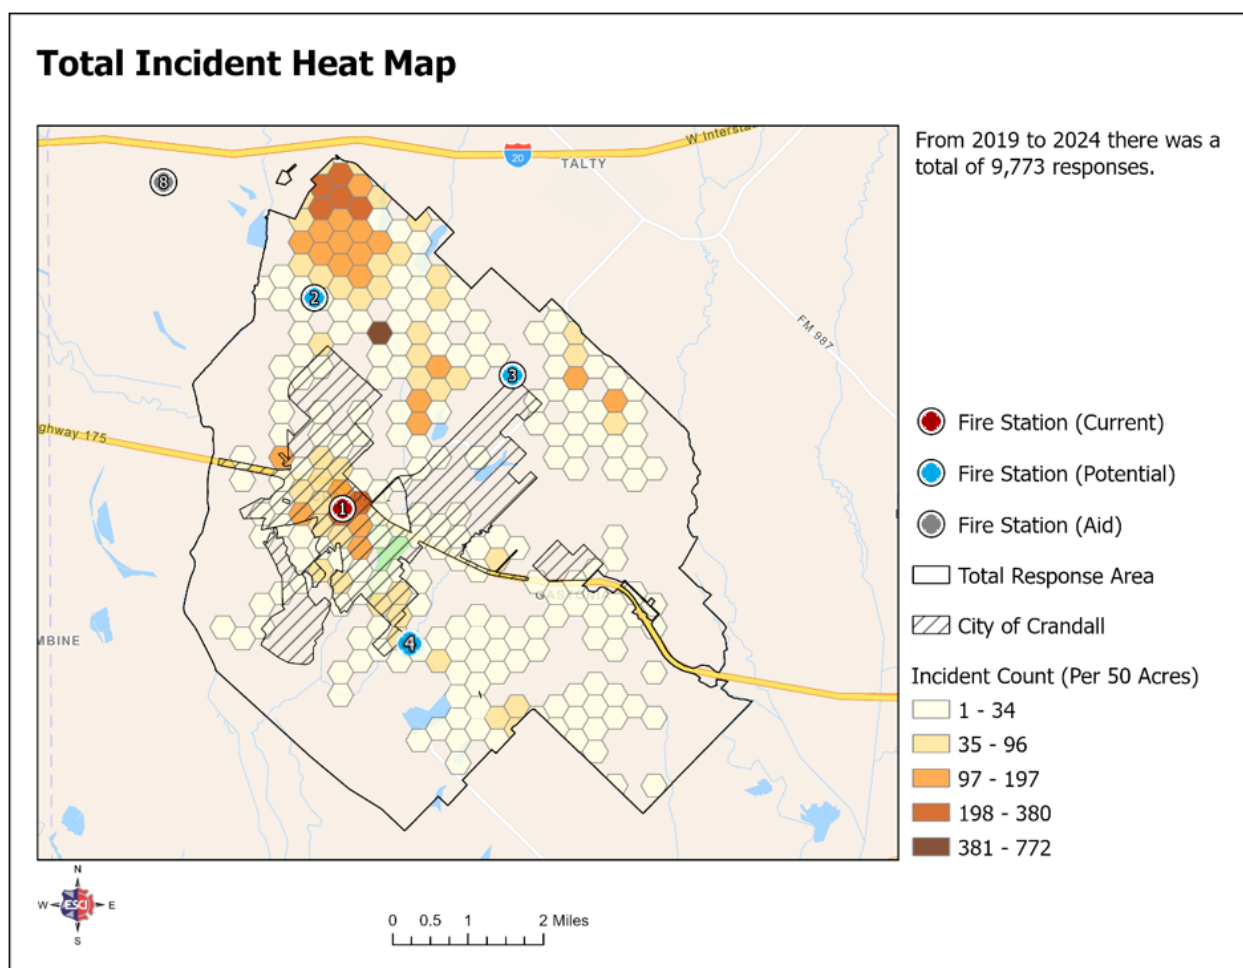 Total Incident Heat Map
From 2019 to 2024 there was a
total of 9,773 responses.
W Intersta
20
TALTY
8
2
FM 987
3
ghway 175
1
MBINE
4
Fire Station (Current)
Fire Station (Potential)
Fire Station (Aid)
Total Response Area
City of Crandall
Incident Count (Per 50 Acres)
1 - 34
35 - 96
97 - 197
198 - 380
381 - 772
N
W
ESCI
E
S
0 0.5 1 2 Miles